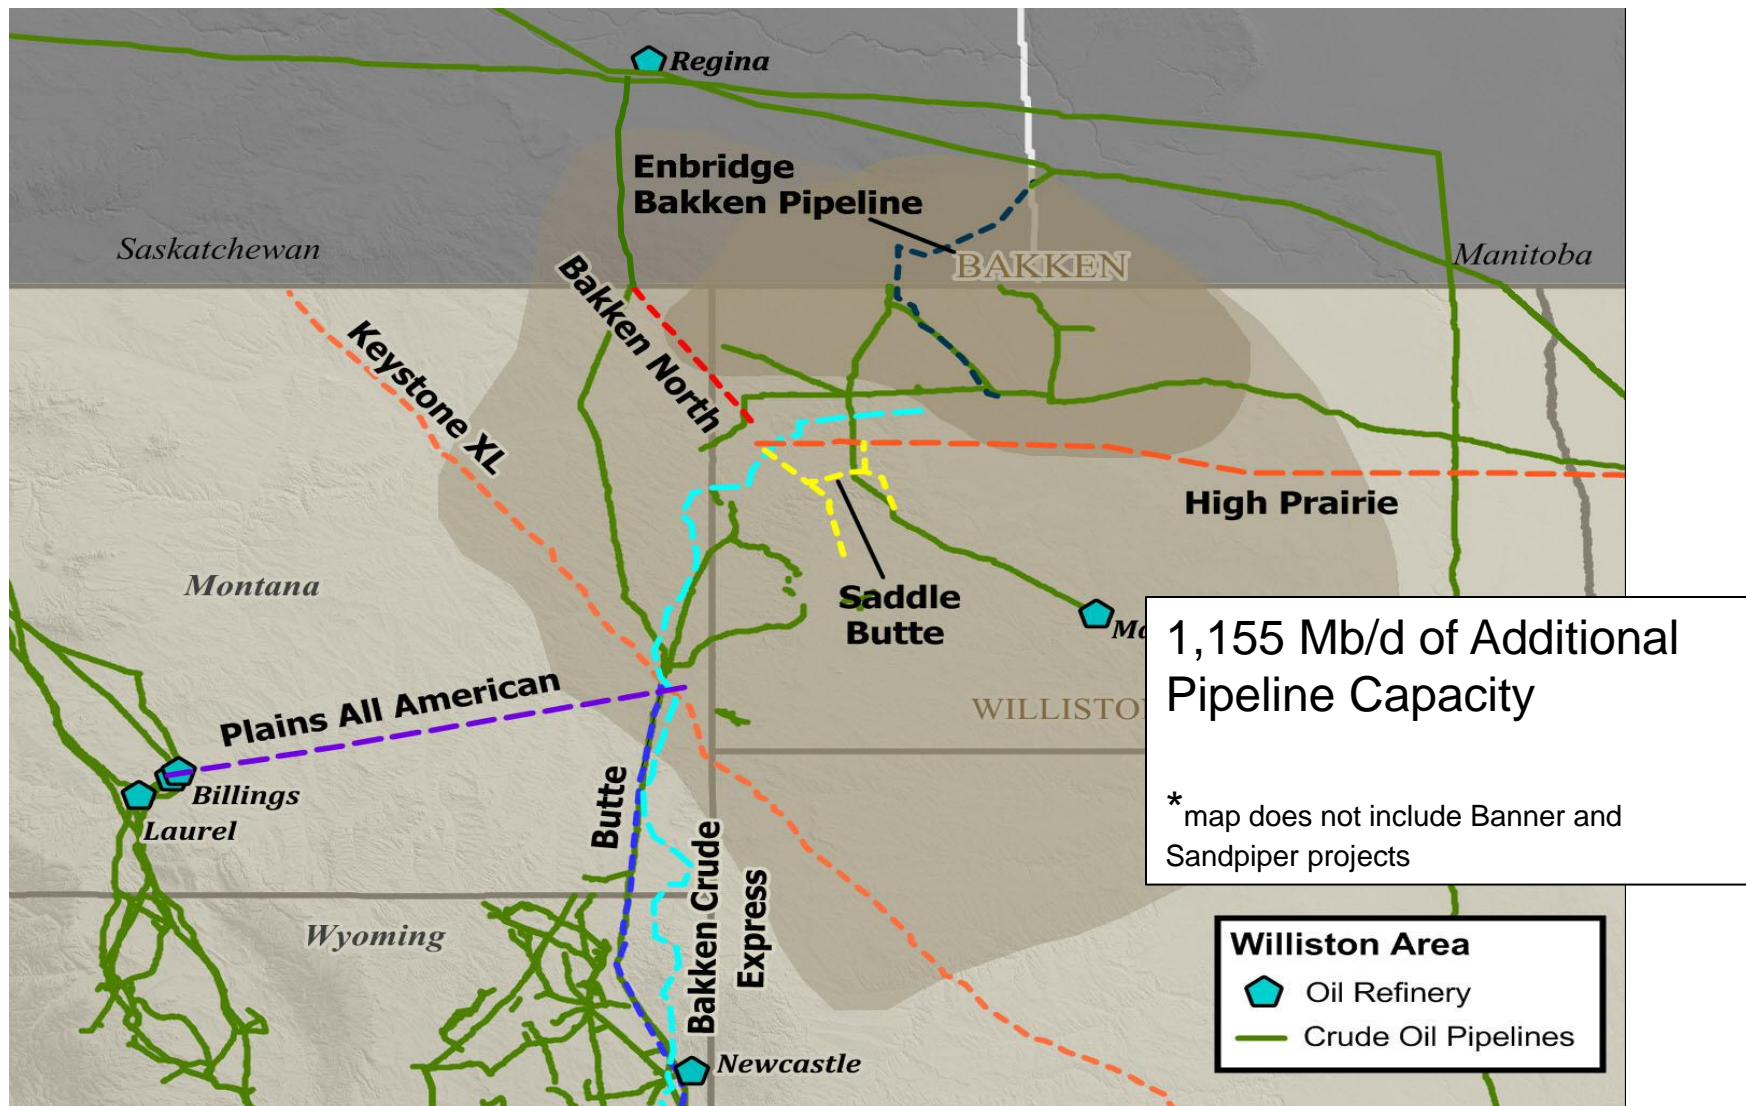 Regina
Enbridge
Bakken Pipeline
Saskatchewan
BAKKEN
Manitoba
Bakken North
Keystone XL
High Prairie
Montana
Saddle
Butte
1,155 Mb/d of Additional
Pipeline Capacity
*map does not include Banner and
Sandpiper projects
Plains All American
Billings
Laurel
Butte
Bakken Crude
Express
Wyoming
Newcastle
Williston Area
Oil Refinery
Crude Oil Pipelines